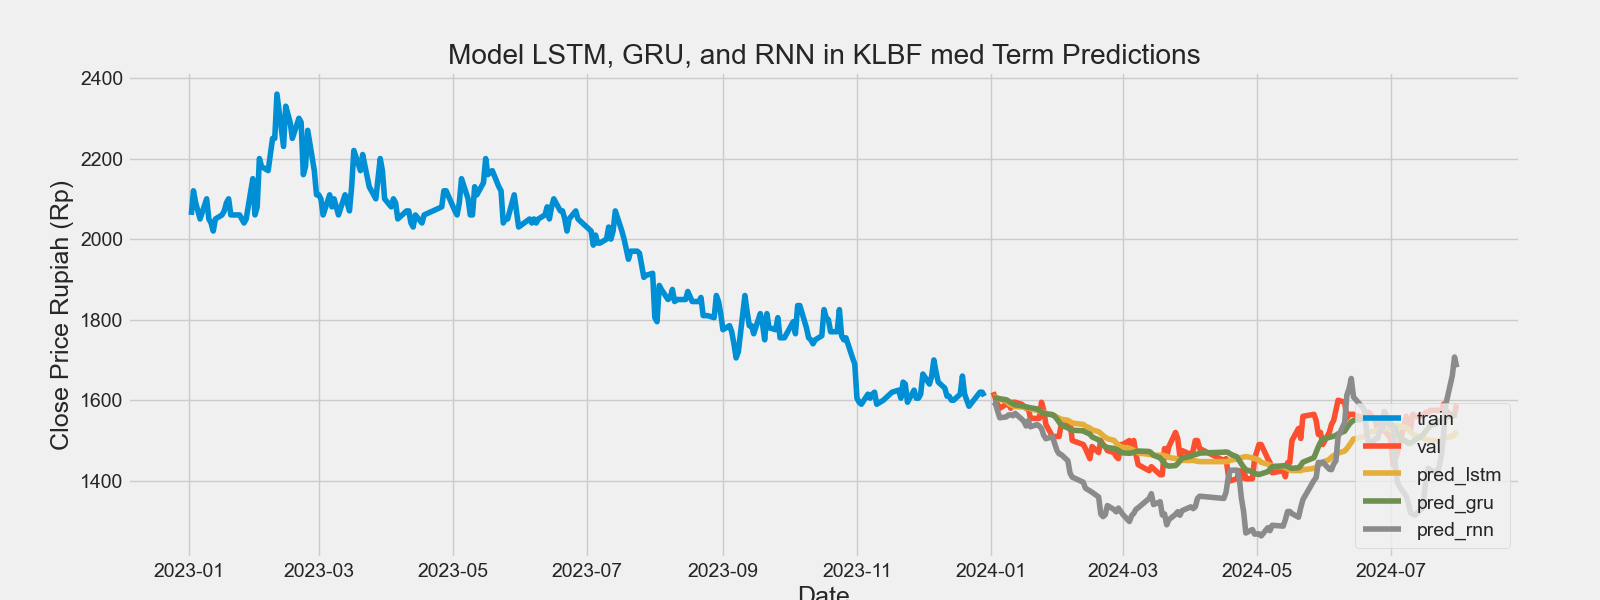 Model LSTM, GRU, and RNN in KLBF med Term Predictions
Close Price Rupiah (Rp)
2400
2200
2000
1800
1600
1400
2023-01 2023-03 2023-05 2023-07 2023-09 2023-11 2024-01 2024-03 2024-05 2024-07
Date
train
val
pred_lstm
pred_gru
pred_rnn